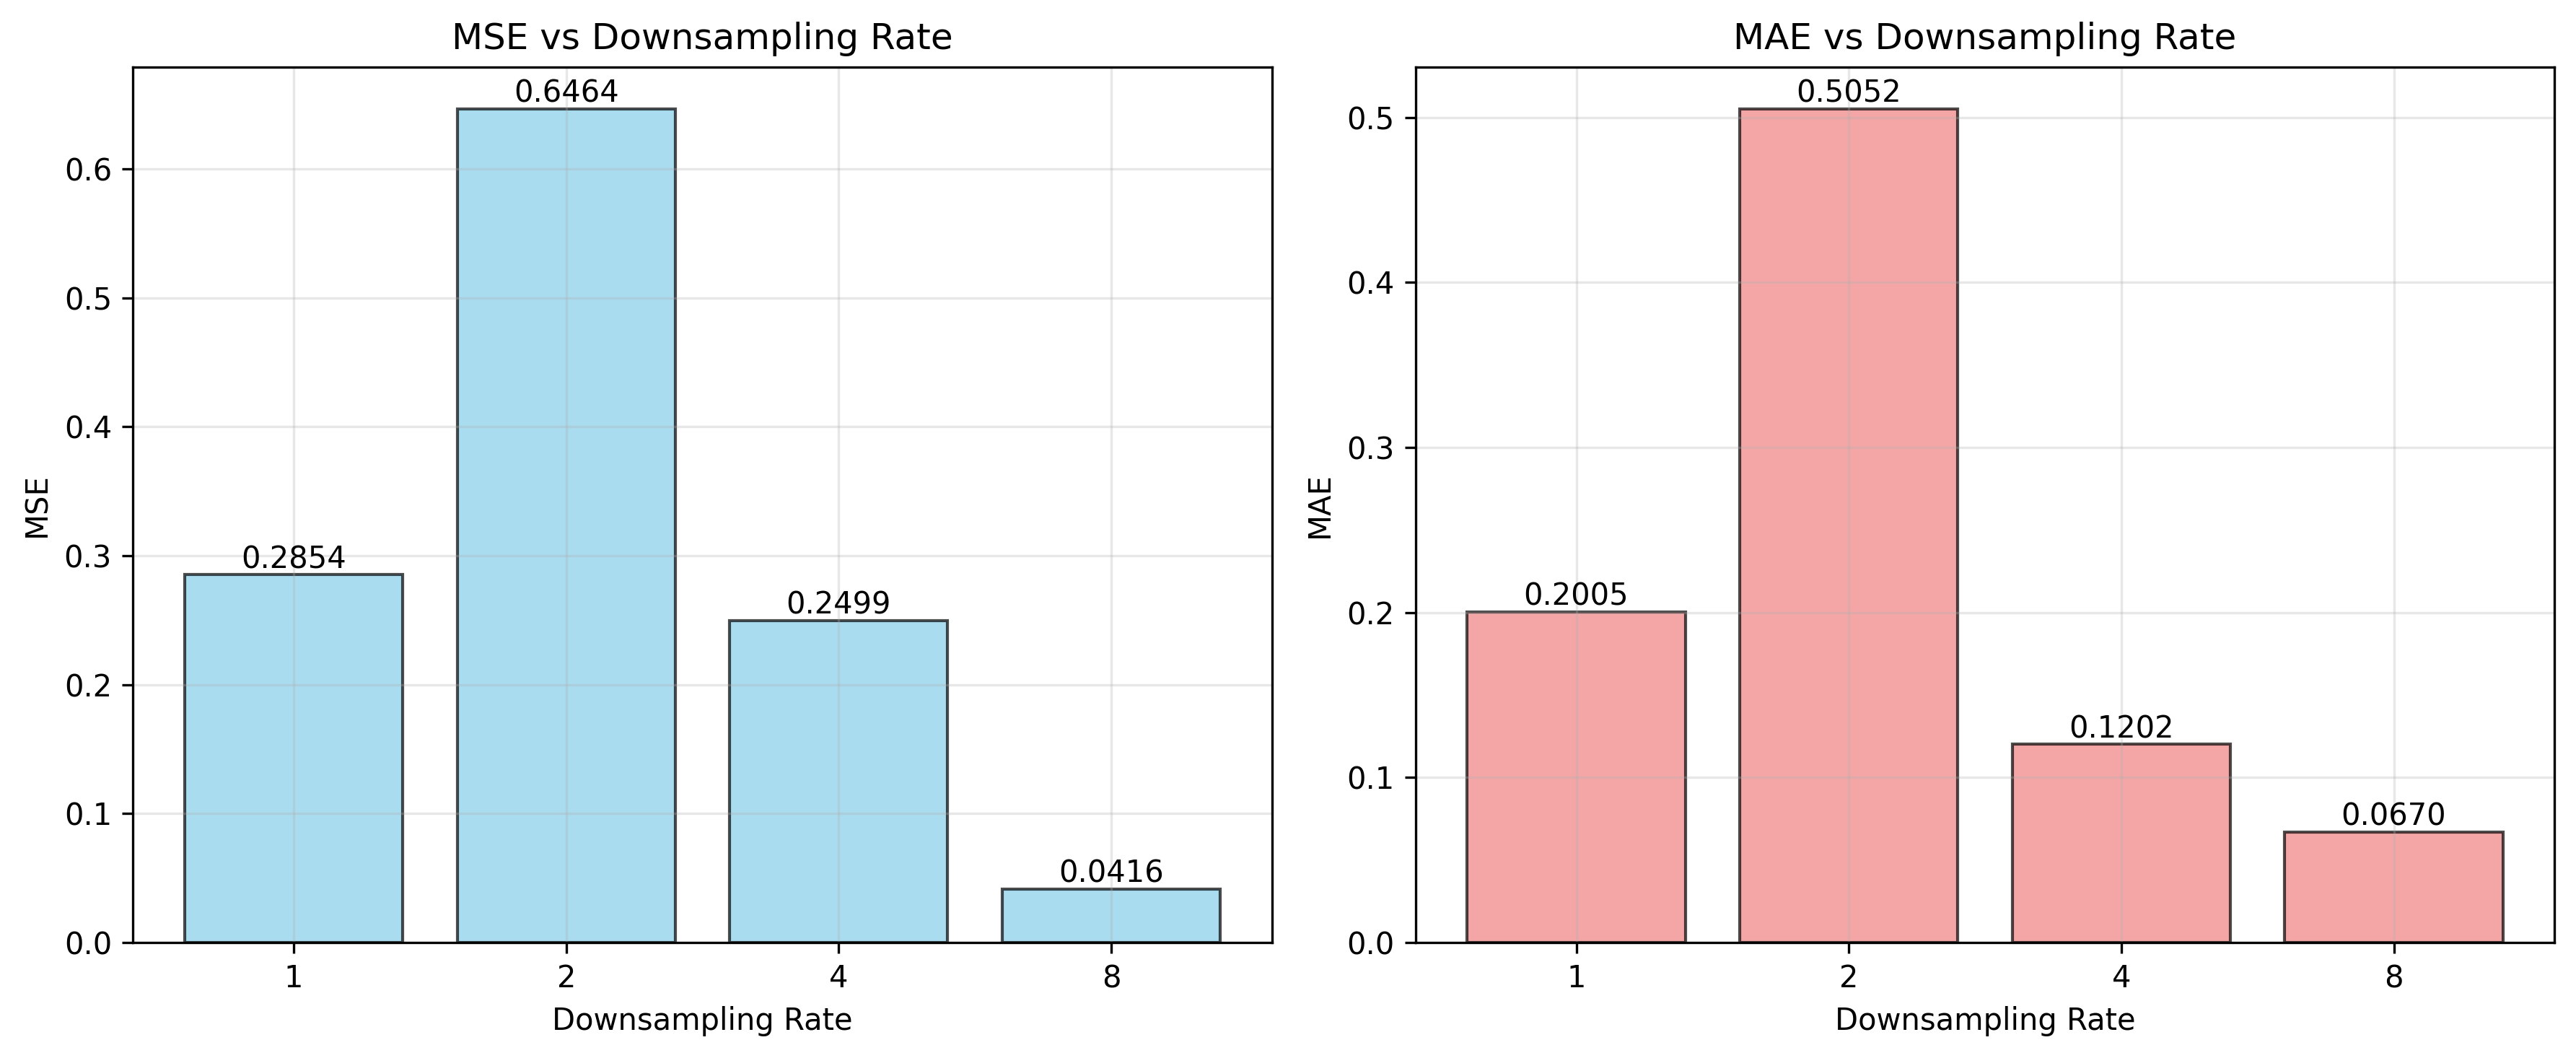 MSE vs Downsampling Rate
0.6464
0.6
0.5
0.4
MSE
0.3
0.2854
0.2499
0.2
0.1
0.0416
0.0
1 2 4 8
Downsampling Rate
MAE vs Downsampling Rate
0.5052
0.5
0.4
0.3
MAE
0.2005
0.2
0.1202
0.1
0.0670
0.0
1 2 4 8
Downsampling Rate